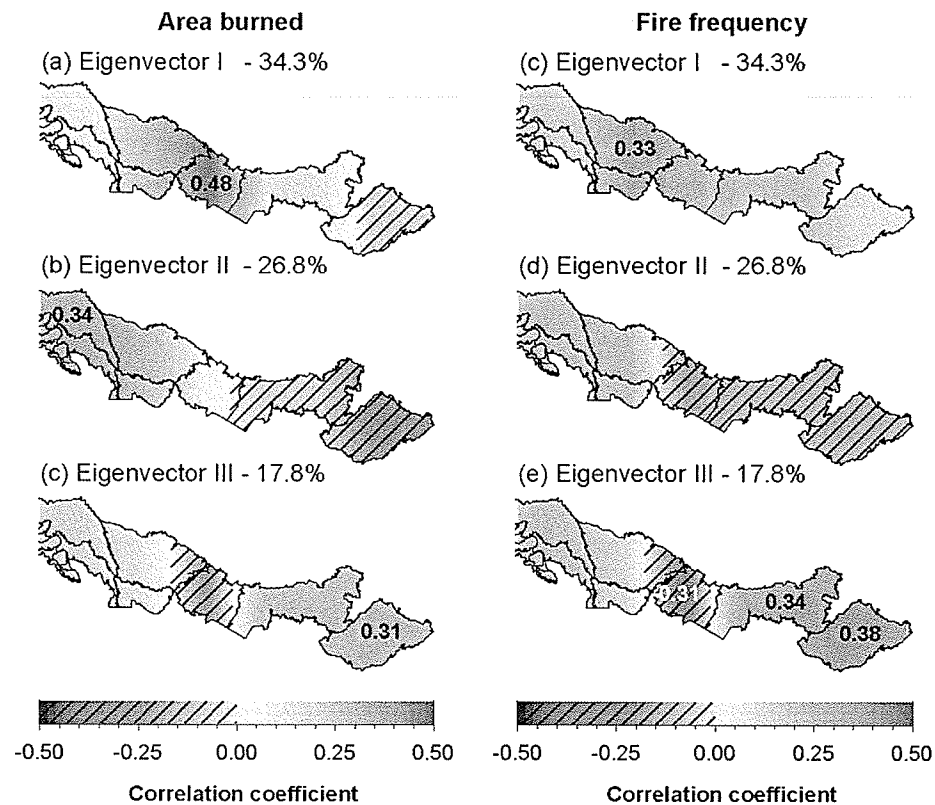 Area burned
Fire frequency
(a) Eigenvector I - 34.3%
(c) Eigenvector I - 34.3%
0.48
0.33
(b) Eigenvector II - 26.8%
(d) Eigenvector II - 26.8%
0.34
(c) Eigenvector III - 17.8%
(e) Eigenvector III - 17.8%
0.31
-0.31
0.34
0.38
-0.50 -0.25 0.00 0.25 0.50
-0.50 -0.25 0.00 0.25 0.50
Correlation coefficient
Correlation coefficient